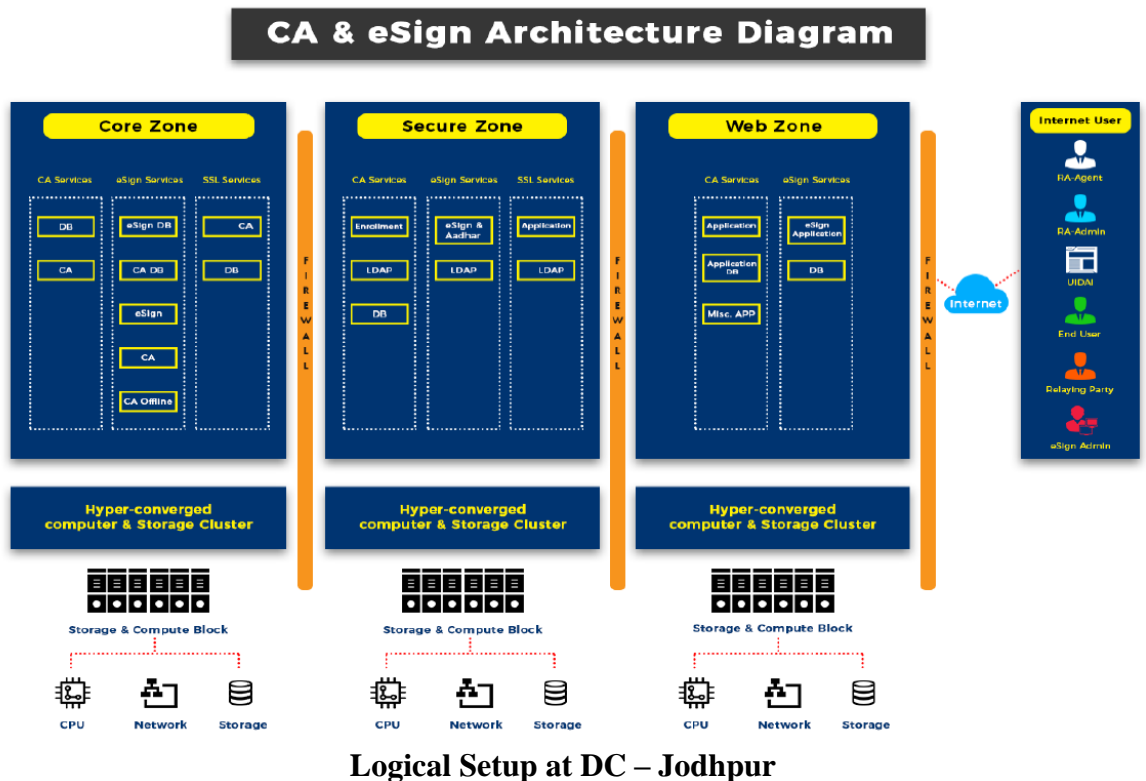 CA & eSign Architecture Diagram
Core Zone
CA Services
eSign Services
SSL Services
DB
CA
eSign DB
CA DB
eSign
CA
CA Offline
CA
DB
FIREWALL
Secure Zone
CA Services
eSign Services
SSL Services
Enrollment
LDAP
DB
eSign &
Aadhar
LDAP
Application
LDAP
FIREWALL
Web Zone
CA Services
eSign Services
Application
Application
DB
Misc. APP
eSign
Application
DB
FIREWALL
Internet
Internet User
RA-Agent
RA-Admin
UIDAI
End User
Relaying Party
eSign Admin
Hyper-converged
computer & Storage Cluster
Hyper-converged
computer & Storage Cluster
Hyper-converged
computer & Storage Cluster
Storage & Compute Block
Storage & Compute Block
Storage & Compute Block
CPU
Network
Storage
CPU
Network
Storage
CPU
Network
Storage
Logical Setup at DC – Jodhpur